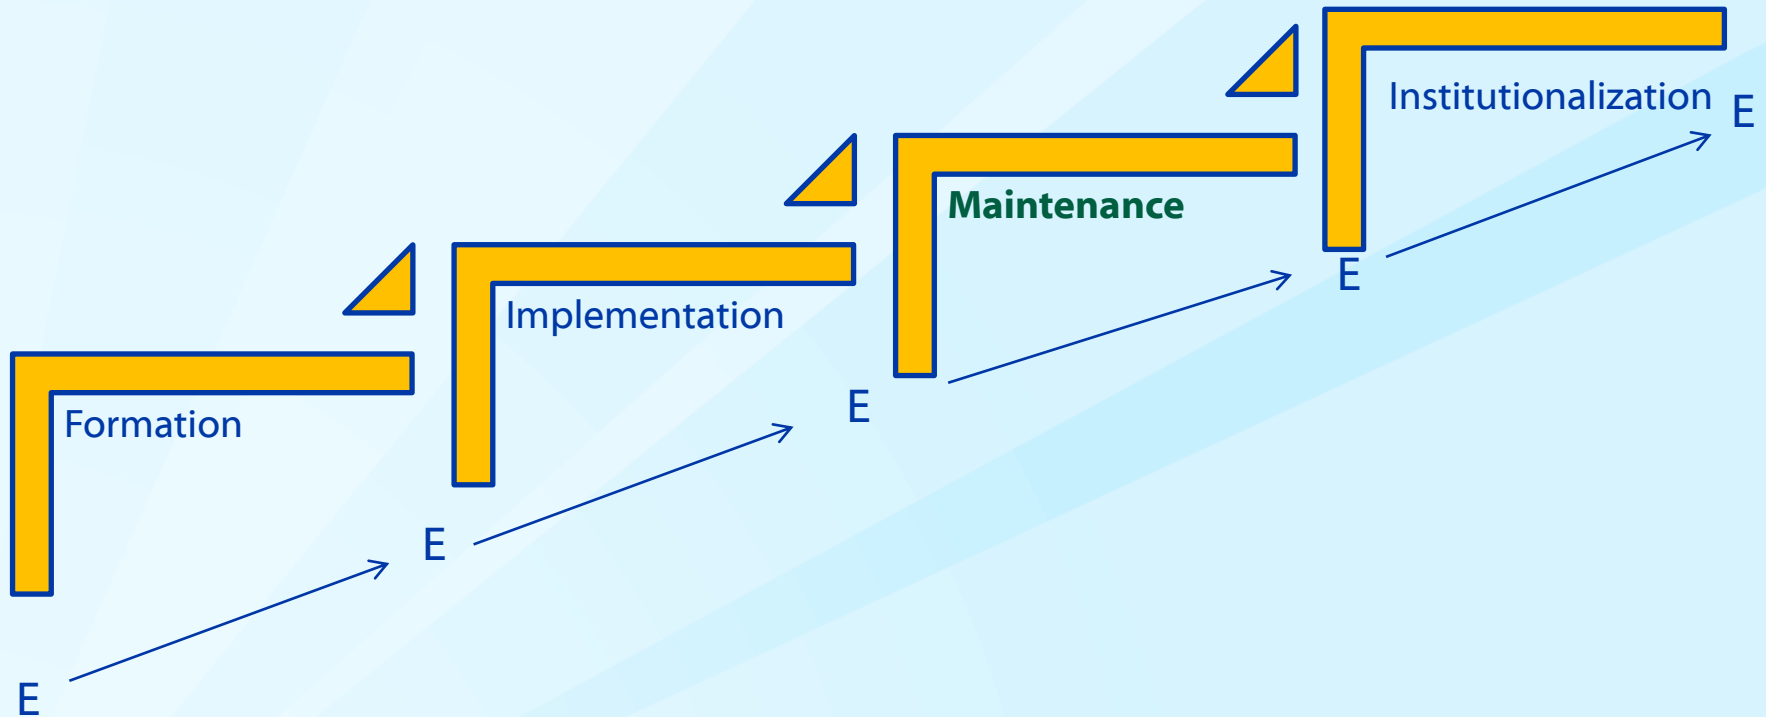 Institutionalization
E
Maintenance
E
Implementation
E
Formation
E
E